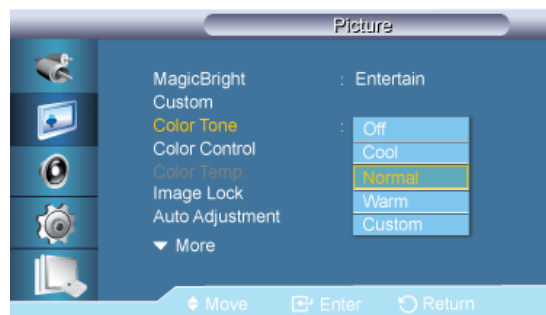 Picture
MagicBright : Entertain
Custom
Color Tone : Off
Color Control Cool
Color Temp. Normal
Image Lock Warm
Auto Adjustment Custom
More
Move Enter Return